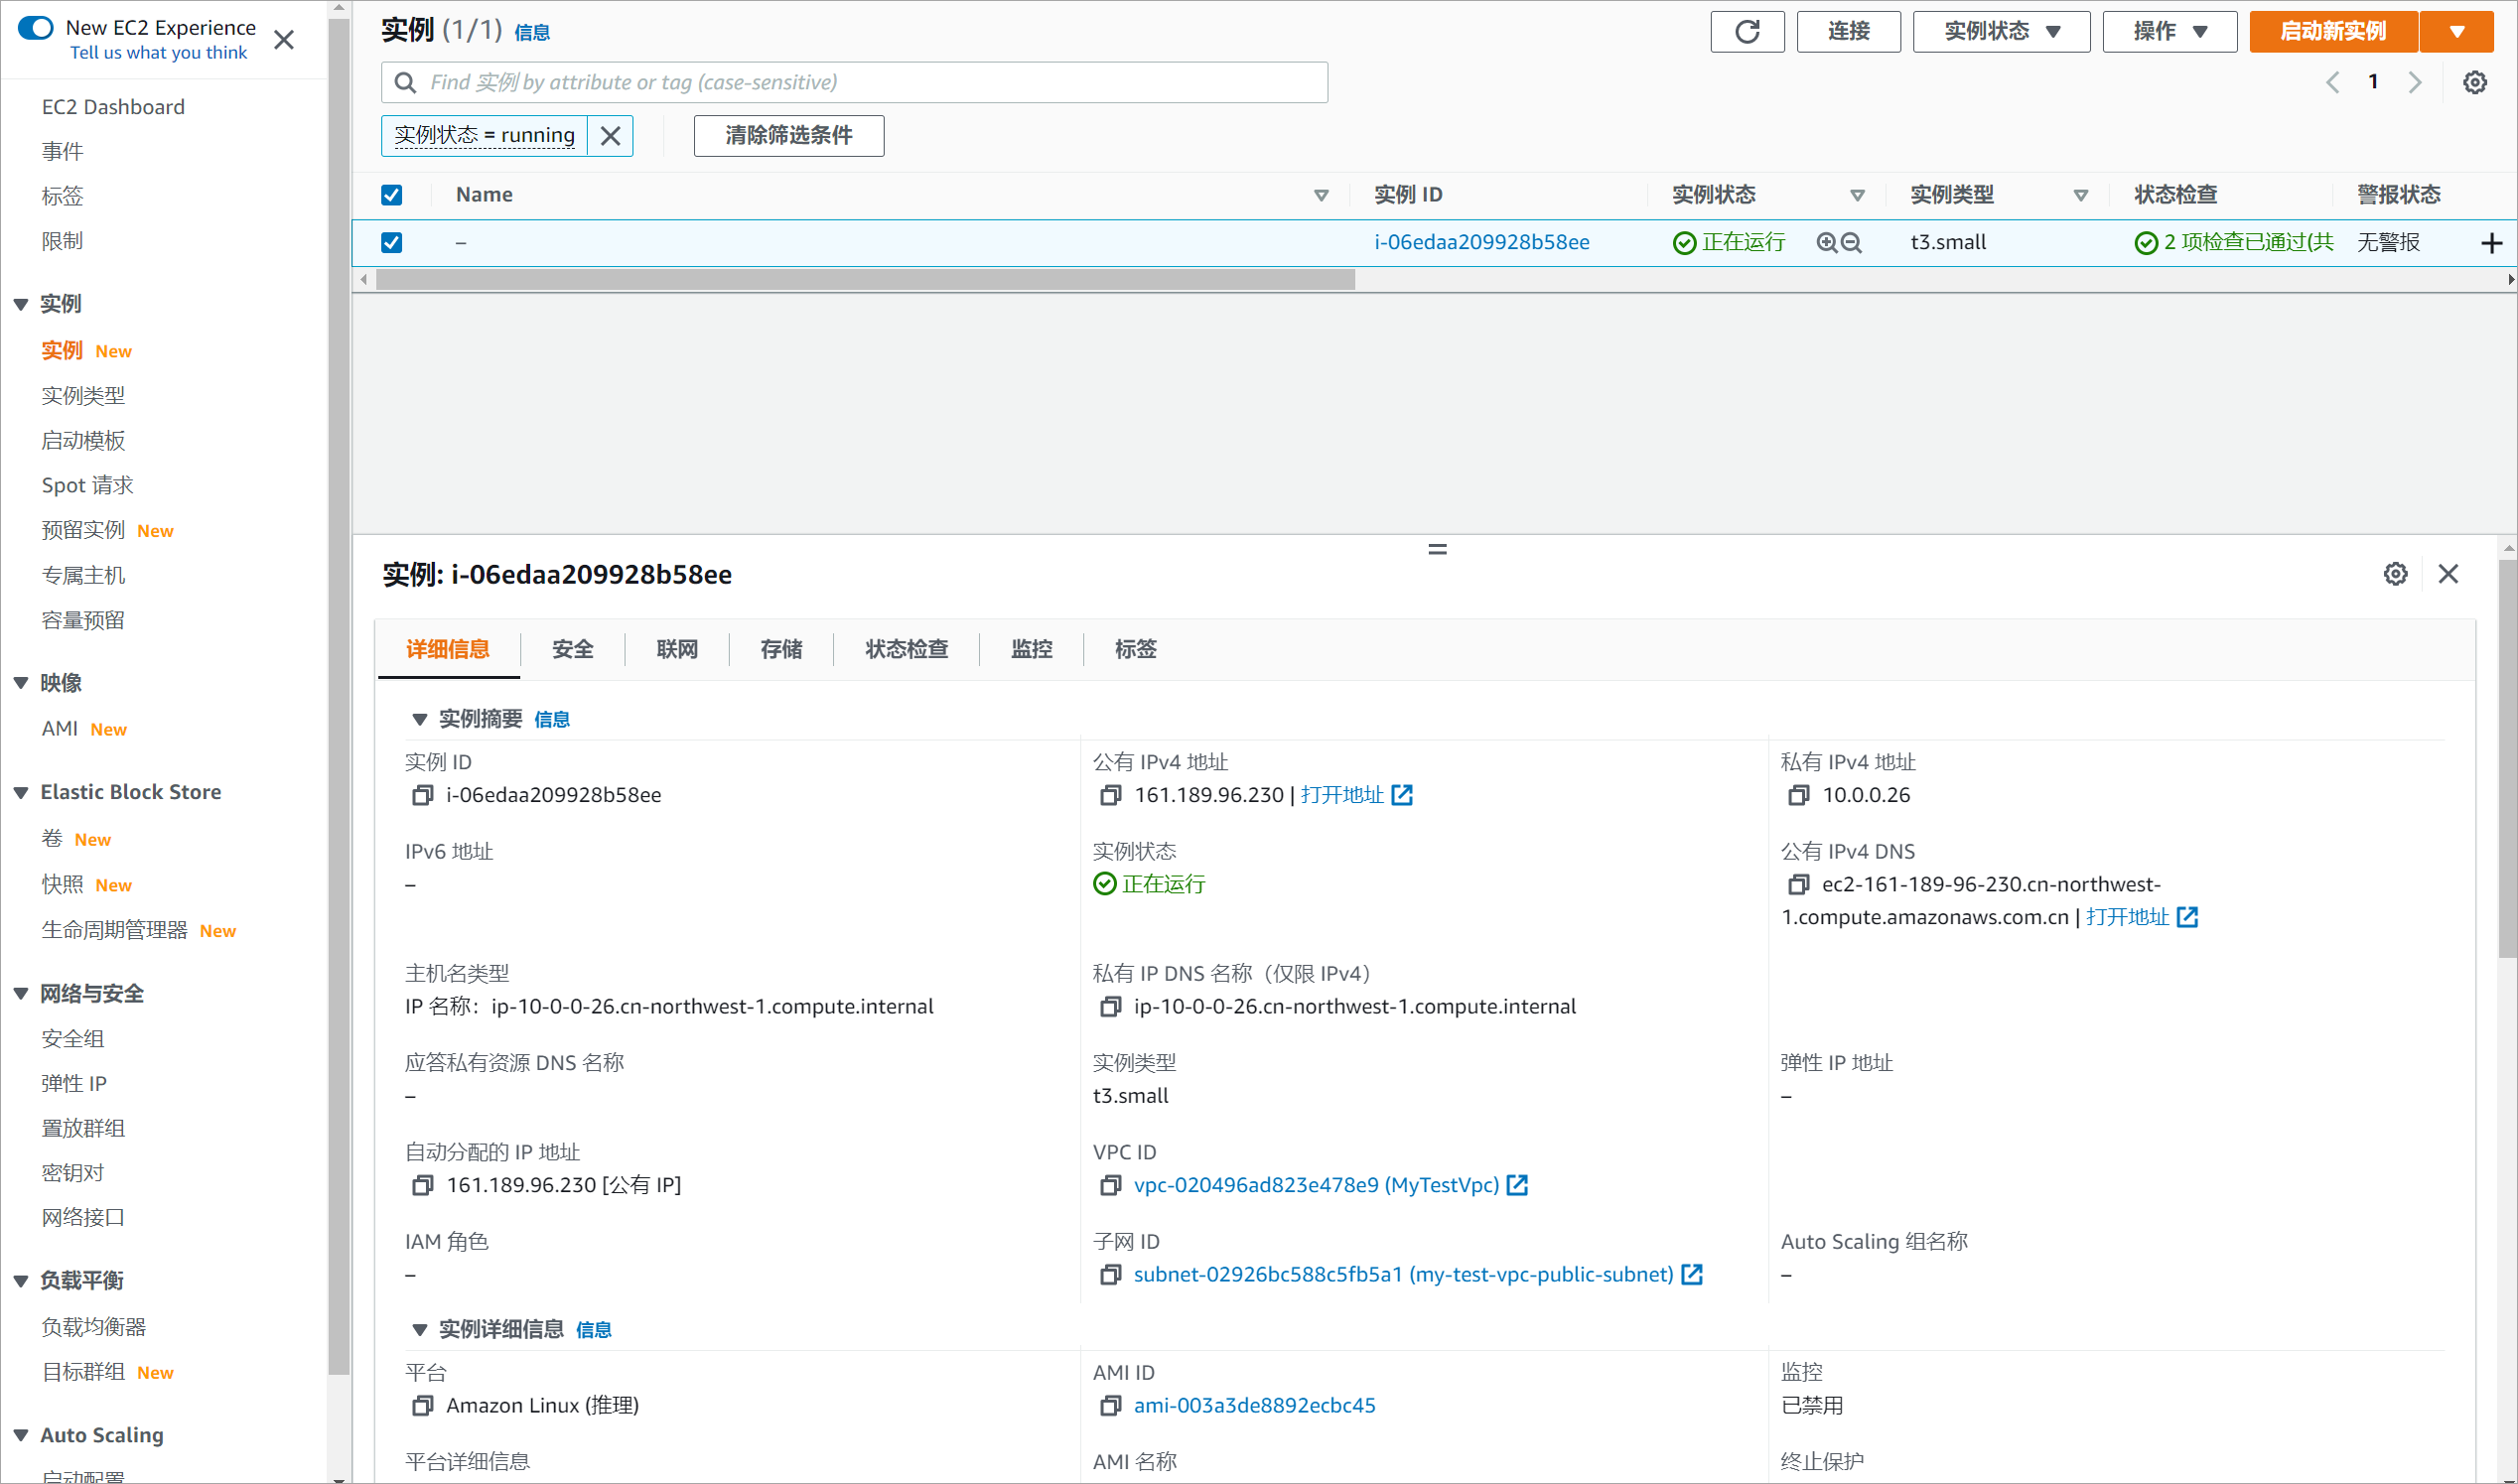 New EC2 Experience
Tell us what you think
EC2 Dashboard
事件
标签
限制
实例
实例 New
实例类型
启动模板
Spot 请求
预留实例 New
专属主机
容量预留
映像
AMI New
Elastic Block Store
卷 New
快照 New
生命周期管理器 New
网络与安全
安全组
弹性 IP
置放群组
密钥对
网络接口
负载平衡
负载均衡器
目标群组 New
Auto Scaling
启动配置
实例 (1/1) 信息
连接 实例状态 操作 启动新实例
Find 实例 by attribute or tag (case-sensitive)
1
实例状态 = running
清除筛选条件
Name 实例 ID 实例状态 实例类型 状态检查 警报状态
– i-06edaa209928b58ee 正在运行 t3.small 2 项检查已通过(共 无警报
实例: i-06edaa209928b58ee
详细信息 安全 联网 存储 状态检查 监控 标签
实例摘要 信息
实例 ID
i-06edaa209928b58ee
公有 IPv4 地址
161.189.96.230 | 打开地址
私有 IPv4 地址
10.0.0.26
IPv6 地址
–
实例状态
正在运行
公有 IPv4 DNS
ec2-161-189-96-230.cn-northwest-
1.compute.amazonaws.com.cn | 打开地址
主机名类型
IP 名称：ip-10-0-0-26.cn-northwest-1.compute.internal
私有 IP DNS 名称（仅限 IPv4）
ip-10-0-0-26.cn-northwest-1.compute.internal
应答私有资源 DNS 名称
–
实例类型
t3.small
弹性 IP 地址
–
自动分配的 IP 地址
161.189.96.230 [公有 IP]
VPC ID
vpc-020496ad823e478e9 (MyTestVpc)
IAM 角色
–
子网 ID
subnet-02926bc588c5fb5a1 (my-test-vpc-public-subnet)
Auto Scaling 组名称
–
实例详细信息 信息
平台
Amazon Linux (推理)
AMI ID
ami-003a3de8892ecbc45
监控
已禁用
平台详细信息
AMI 名称
终止保护